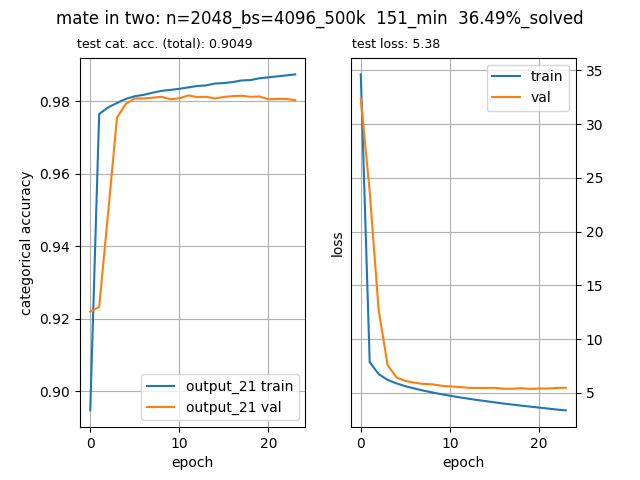 mate in two: n=2048_bs=4096_500k  151_min  36.49%_solved
test cat. acc. (total): 0.9049
test loss: 5.38
categorical accuracy
0.98
0.96
0.94
0.92
0.90
output_21 train
output_21 val
0
10
20
epoch
loss
train
val
35
30
25
20
15
10
5
0
10
20
epoch